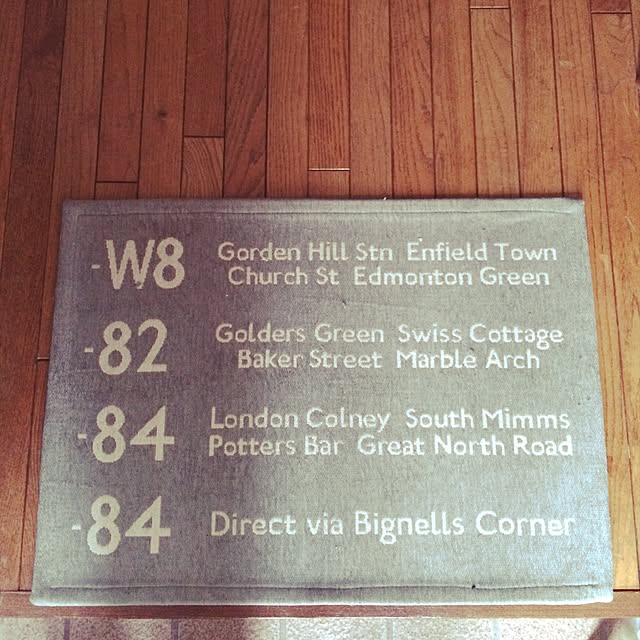 -W8
Gorden Hill Stn Enfield Town
Church St Edmonton Green
-82
Golders Green Swiss Cottage
Baker Street Marble Arch
-84
London Colney South Mimms
Potters Bar Great North Road
-84
Direct via Bignells Corner